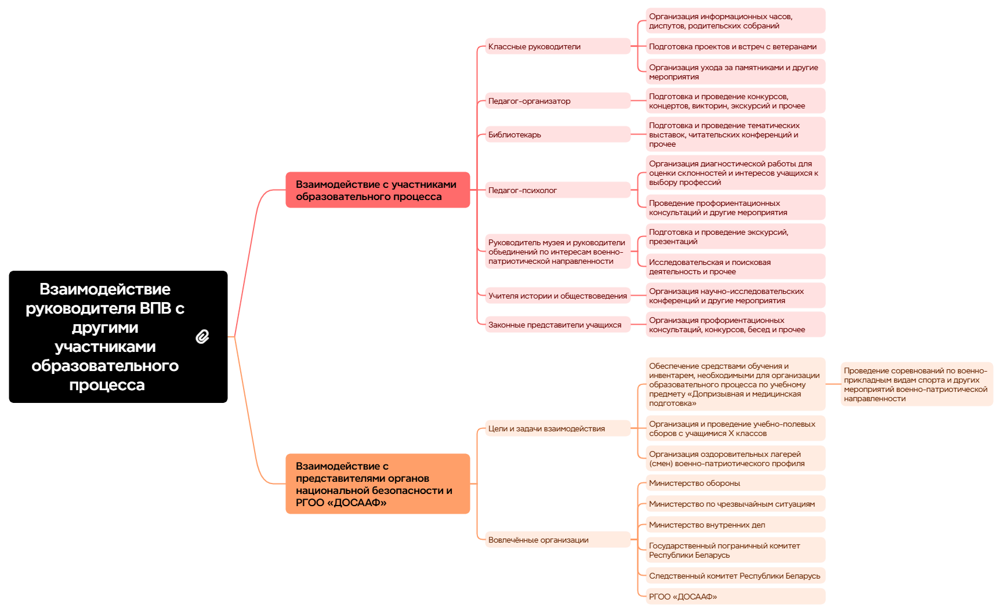 Взаимодействие
руководителя ВПВ с
другими
участниками
образовательного
процесса
Взаимодействие с участниками
образовательного процесса
Классные руководители
Организация информационных часов,
диспутов, родительских собраний
Подготовка проектов и встреч с ветеранами
Организация ухода за памятниками и другие
мероприятия
Педагог-организатор
Подготовка и проведение конкурсов,
концертов, викторин, экскурсий и прочее
Библиотекарь
Подготовка и проведение тематических
выставок, читательских конференций и
прочее
Педагог-психолог
Организация диагностической работы для
оценки склонностей и интересов учащихся к
выбору профессий
Проведение профориентационных
консультаций и другие мероприятия
Руководитель музея и руководители
объединений по интересам военно-
патриотической направленности
Подготовка и проведение экскурсий,
презентаций
Исследовательская и поисковая
деятельность и прочее
Учителя истории и обществоведения
Организация научно-исследовательских
конференций и другие мероприятия
Законные представители учащихся
Организация профориентационных
консультаций, конкурсов, бесед и прочее
Взаимодействие с
представителями органов
национальной безопасности и
РГОО «ДОСААФ»
Цели и задачи взаимодействия
Обеспечение средствами обучения и
инвентарем, необходимыми для организации
образовательного процесса по учебному
предмету «Допризывная и медицинская
подготовка»
Проведение соревнований по военно-
прикладным видам спорта и других
мероприятий военно-патриотической
направленности
Организация и проведение учебно-полевых
сборов с учащимися X классов
Организация оздоровительных лагерей
(смен) военно-патриотического профиля
Вовлечённые организации
Министерство обороны
Министерство по чрезвычайным ситуациям
Министерство внутренних дел
Государственный пограничный комитет
Республики Беларусь
Следственный комитет Республики Беларусь
РГОО «ДОСААФ»